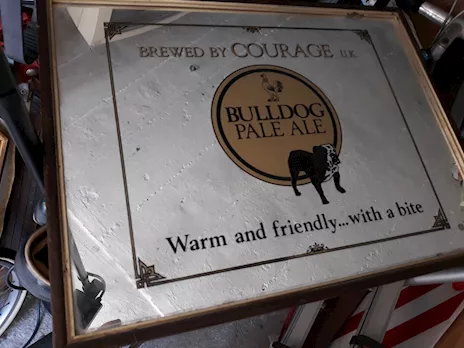 BREWED BY COURAGE U.K.
BULLDOG
PALE ALE
Warm and friendly...with a bite